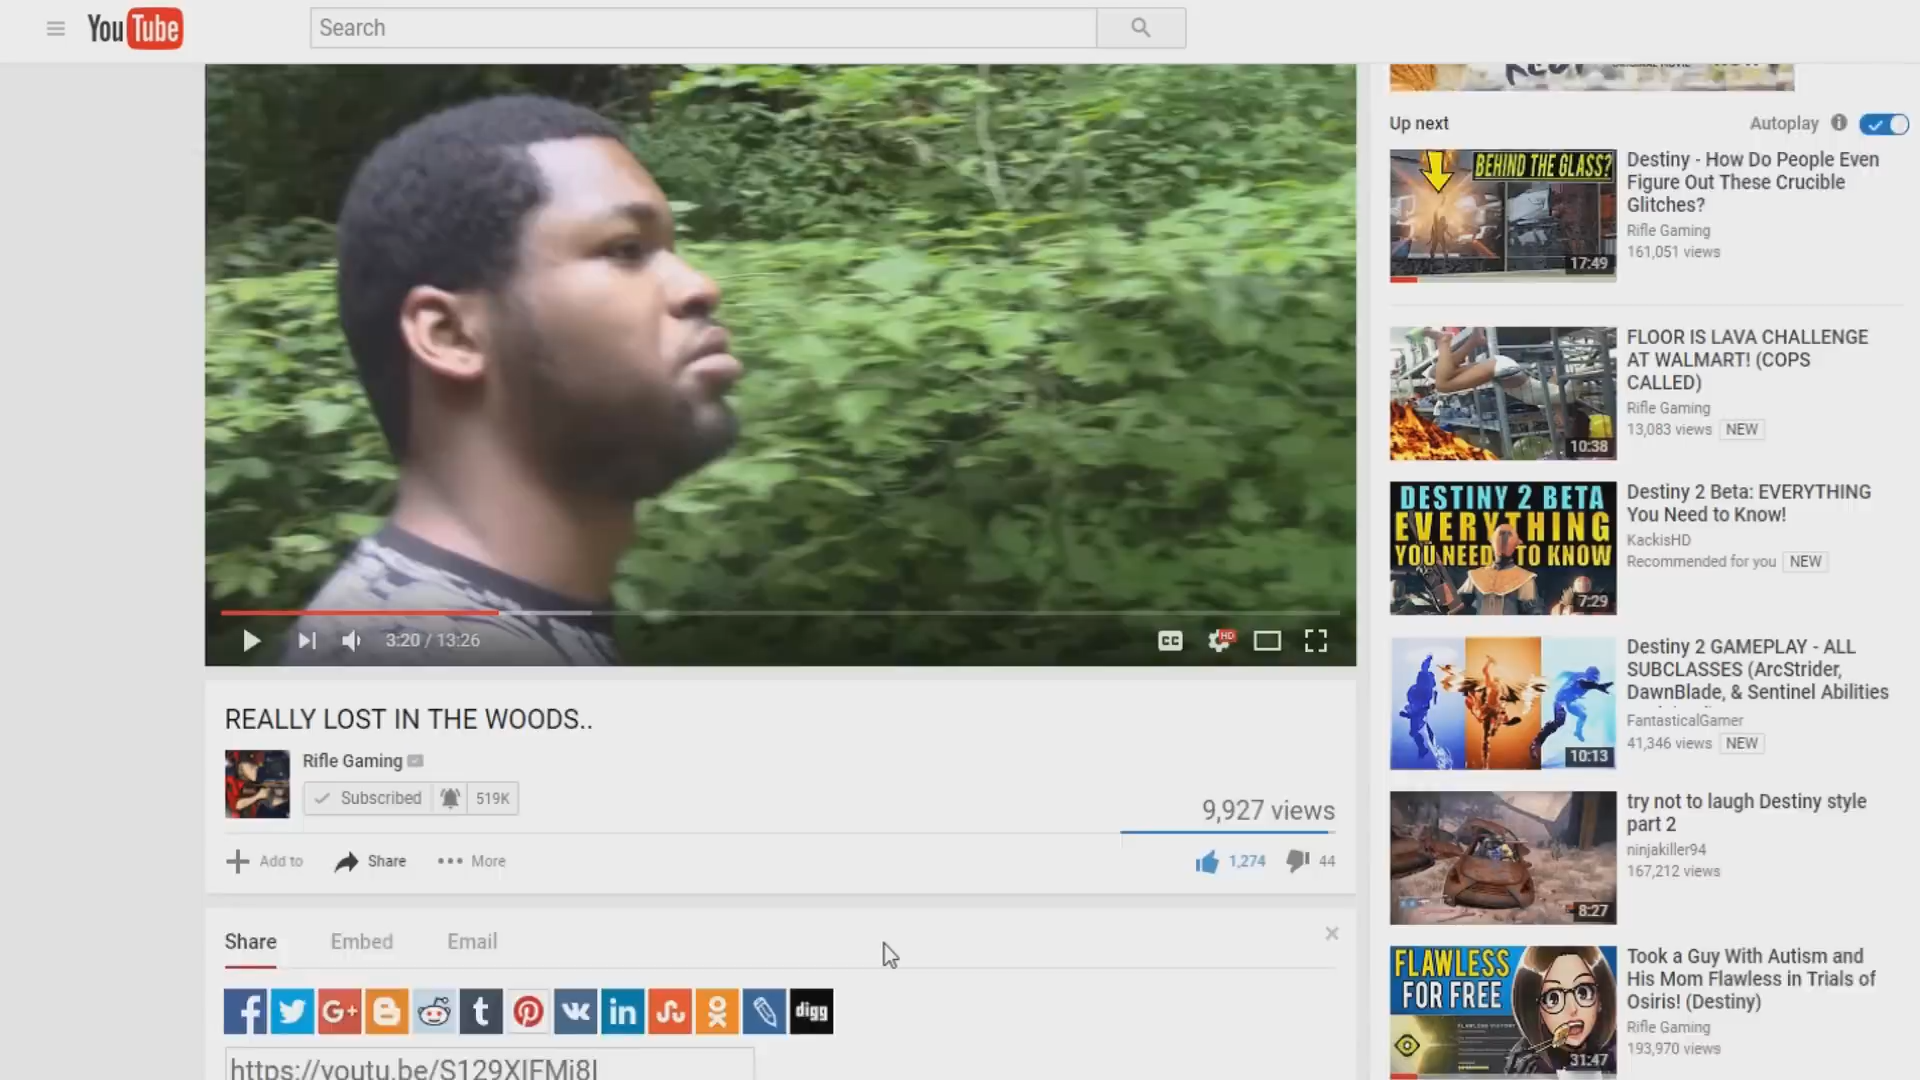 YouTube
Search
Up next
Autoplay
BEHIND THE GLASS?
17:49
Destiny - How Do People Even
Figure Out These Crucible
Glitches?
Rifle Gaming
161,051 views
10:38
FLOOR IS LAVA CHALLENGE
AT WALMART! (COPS
CALLED)
Rifle Gaming
13,083 views NEW
DESTINY 2 BETA
EVERYTHING
YOU NEED TO KNOW
7:29
Destiny 2 Beta: EVERYTHING
You Need to Know!
KackisHD
Recommended for you NEW
10:13
Destiny 2 GAMEPLAY - ALL
SUBCLASSES (ArcStrider,
DawnBlade, & Sentinel Abilities
FantasticalGamer
41,346 views NEW
8:27
try not to laugh Destiny style
part 2
ninjakiller94
167,212 views
FLAWLESS
FOR FREE
31:47
Took a Guy With Autism and
His Mom Flawless in Trials of
Osiris! (Destiny)
Rifle Gaming
193,970 views
3:20 / 13:26
CC
HD
REALLY LOST IN THE WOODS..
Rifle Gaming
Subscribed 519K
9,927 views
Add to Share More
1,274 44
Share Embed Email
G+
t
in
digg